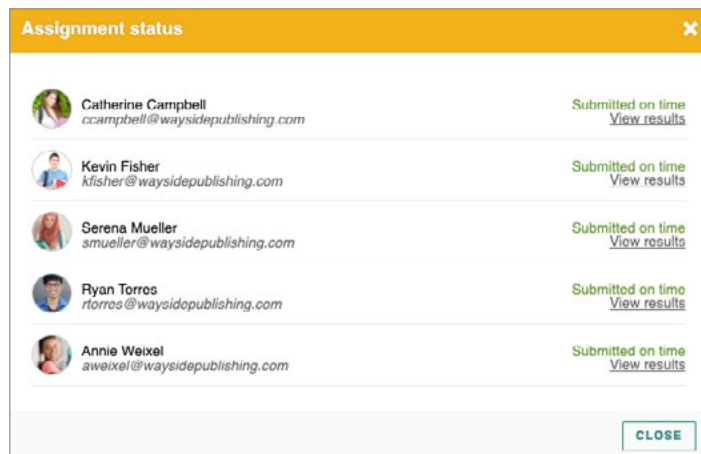 Assignment status
Catherine Campbell
ccampbell@waysidepublishing.com
Submitted on time
View results
Kevin Fisher
kfisher@waysidepublishing.com
Submitted on time
View results
Serena Mueller
smueller@waysidepublishing.com
Submitted on time
View results
Ryan Torres
rtorres@waysidepublishing.com
Submitted on time
View results
Annie Weixel
aweixel@waysidepublishing.com
Submitted on time
View results
CLOSE